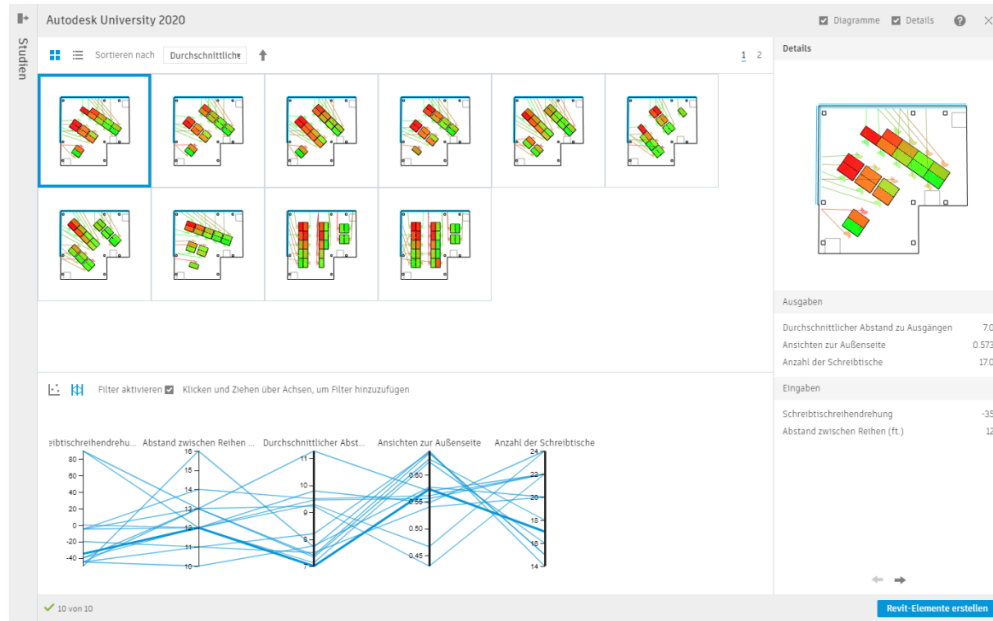 Autodesk University 2020
Diagramme Details
Studien
Sortieren nach Durchschnittliche
1 2
Details
Ausgaben
Durchschnittlicher Abstand zu Ausgängen 7.0
Ansichten zur Außenseite 0.573
Anzahl der Schreibtische 17.0
Eingaben
Schreibtischreihendrehung -35
Abstand zwischen Reihen (ft.) 12
Filter aktivieren Klicken und Ziehen über Achsen, um Filter hinzuzufügen
eibtischreihendrehu... Abstand zwischen Reihen ... Durchschnittlicher Abst... Ansichten zur Außenseite Anzahl der Schreibtische
80 60 40 20 0 -20 -40
16 15 14 13 12 11 10
11 10 9 8 7
0.60 0.55 0.50 0.45
24 22 20 18 16 14
10 von 10
Revit-Elemente erstellen